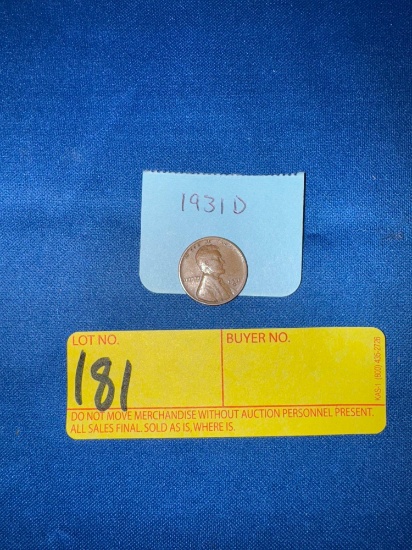 1931 D
LOT NO.
181
BUYER NO.
DO NOT MOVE MERCHANDISE WITHOUT AUCTION PERSONNEL PRESENT.
ALL SALES FINAL. SOLD AS IS, WHERE IS.